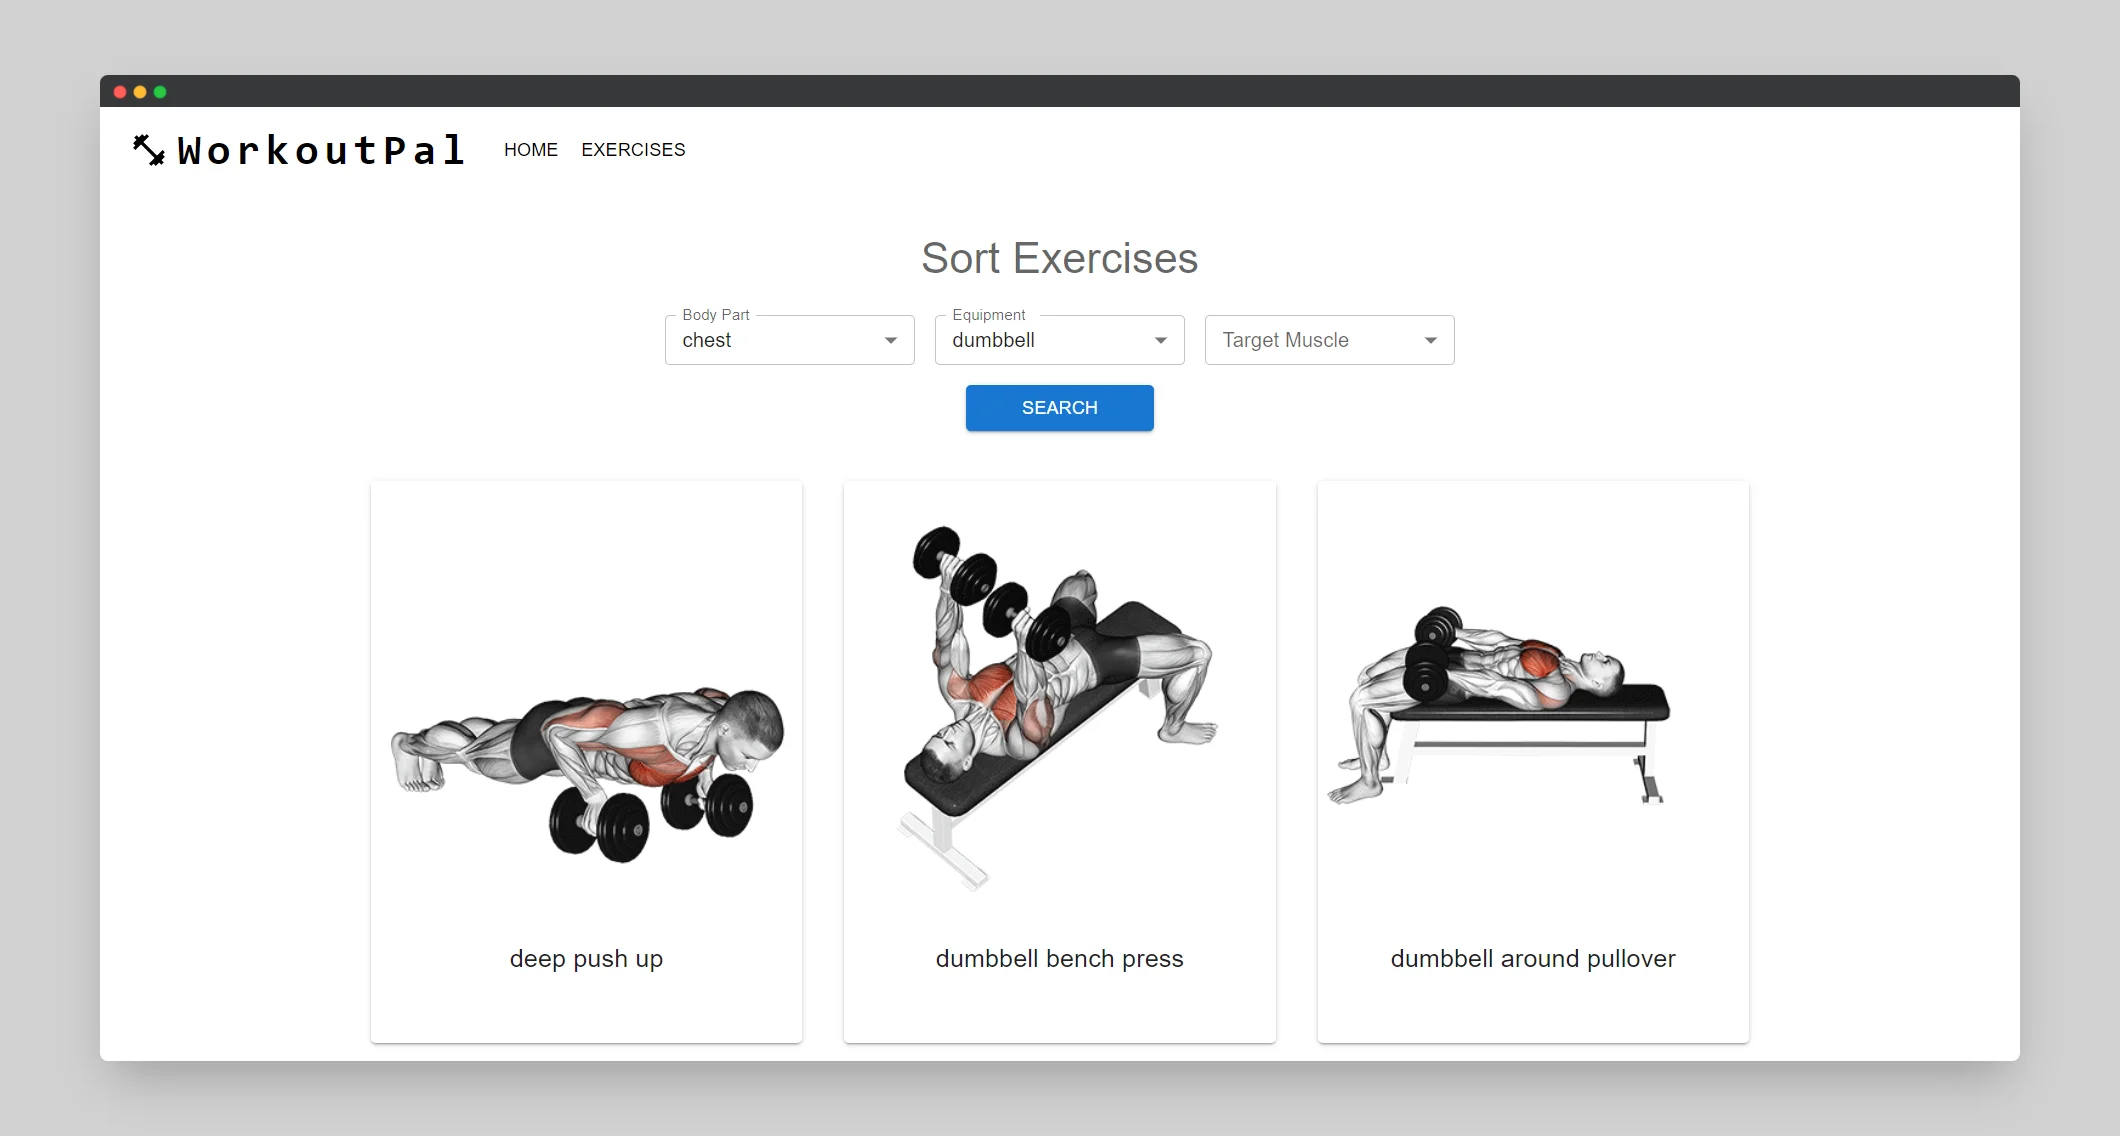 WorkoutPal HOME EXERCISES
Sort Exercises
Body Part Equipment
chest dumbbell Target Muscle
SEARCH
deep push up dumbbell bench press dumbbell around pullover